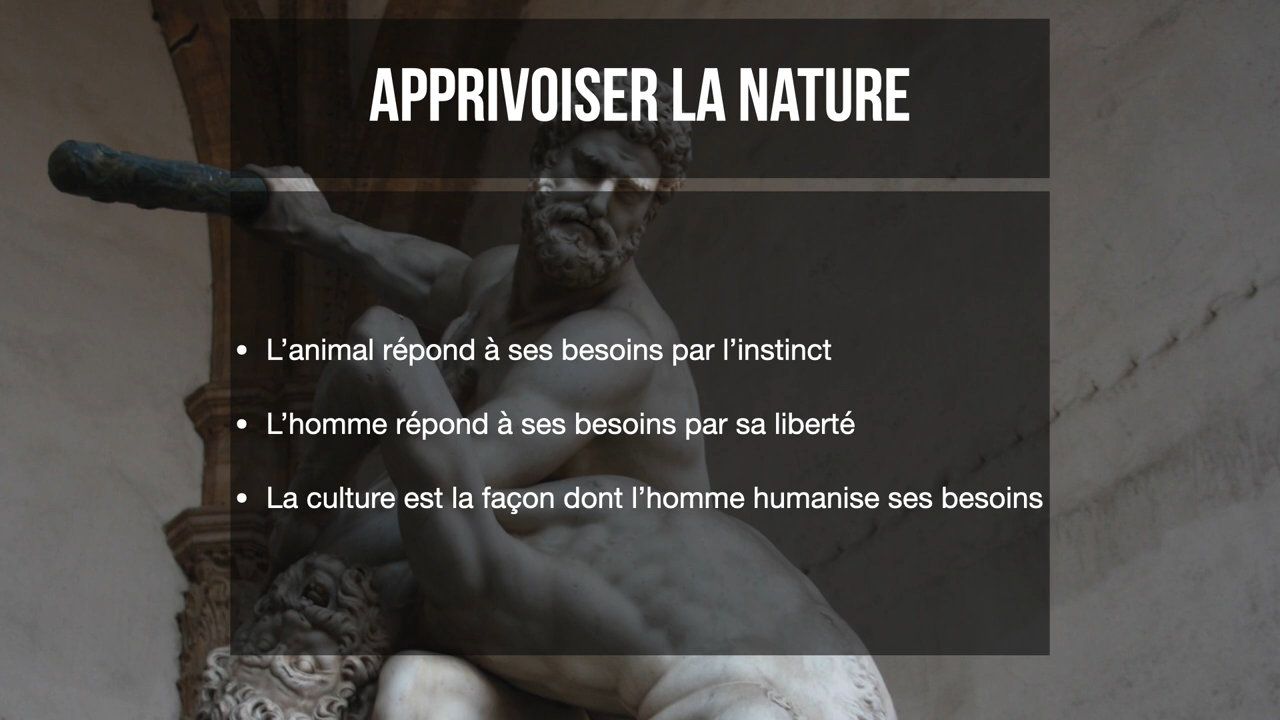 APPRIVOISER LA NATURE
• L’animal répond à ses besoins par l’instinct
• L’homme répond à ses besoins par sa liberté
• La culture est la façon dont l’homme humanise ses besoins